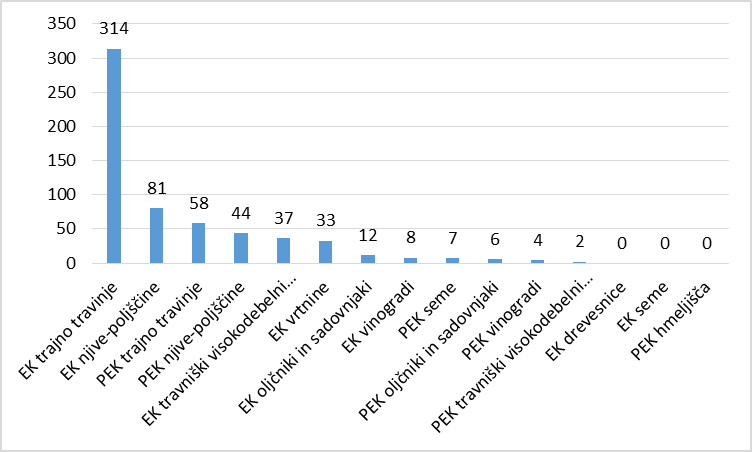 350
300
250
200
150
100
50
0
314
81
58
44
37
33
12
8
7
6
4
2
0
0
0
EK trajno travinje
EK njive-poljščine
PEK trajno travinje
PEK njive-poljščine
EK travniški visokodebelni...
EK vrtnine
EK oljčniki in sadovnjaki
EK vinogradi
PEK seme
PEK oljčniki in sadovnjaki
PEK vinogradi
PEK travniški visokodebelni...
EK drevesnice
EK seme
PEK hmeljišča